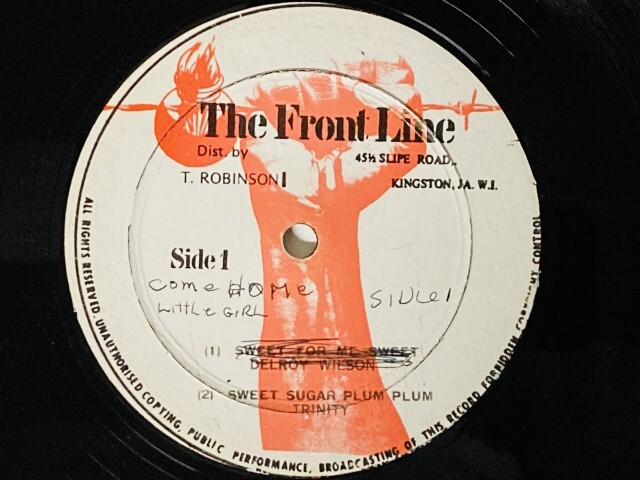 The Front Line
Dist. by
45½ SLIPE ROAD.,
T. ROBINSON
KINGSTON, JA. W.I.
Side 1
Come HOME
LittLe GIRL
SIDE 1
(1) SWEET FOR ME SWEET
DELROY WILSON
(2) SWEET SUGAR PLUM PLUM
TRINITY
ALL RIGHTS RESERVED. UNAUTHORISED COPYING, PUBLIC PERFORMANCE, BROADCASTING OF THIS RECORD FORBIDDEN COPYRIGHT CONTROL